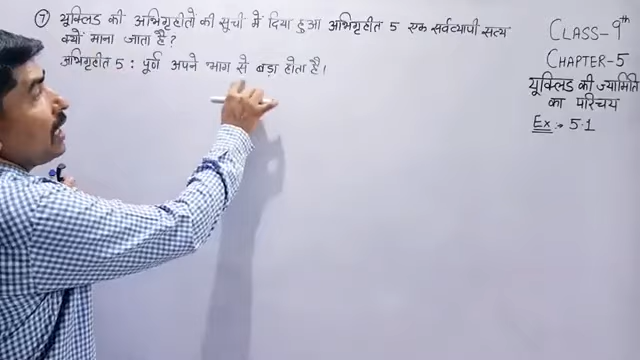 ⑦ यूक्लिड की अभिगृहीतों की सूची में दिया हुआ अभिगृहीत 5 एक सर्वव्यापी सत्य
क्यों माना जाता है?
अभिगृहीत 5 : पूर्ण अपने भाग से बड़ा होता है।
CLASS-9th
CHAPTER-5
यूक्लिड की ज्यामिति
का परिचय
Ex :- 5.1